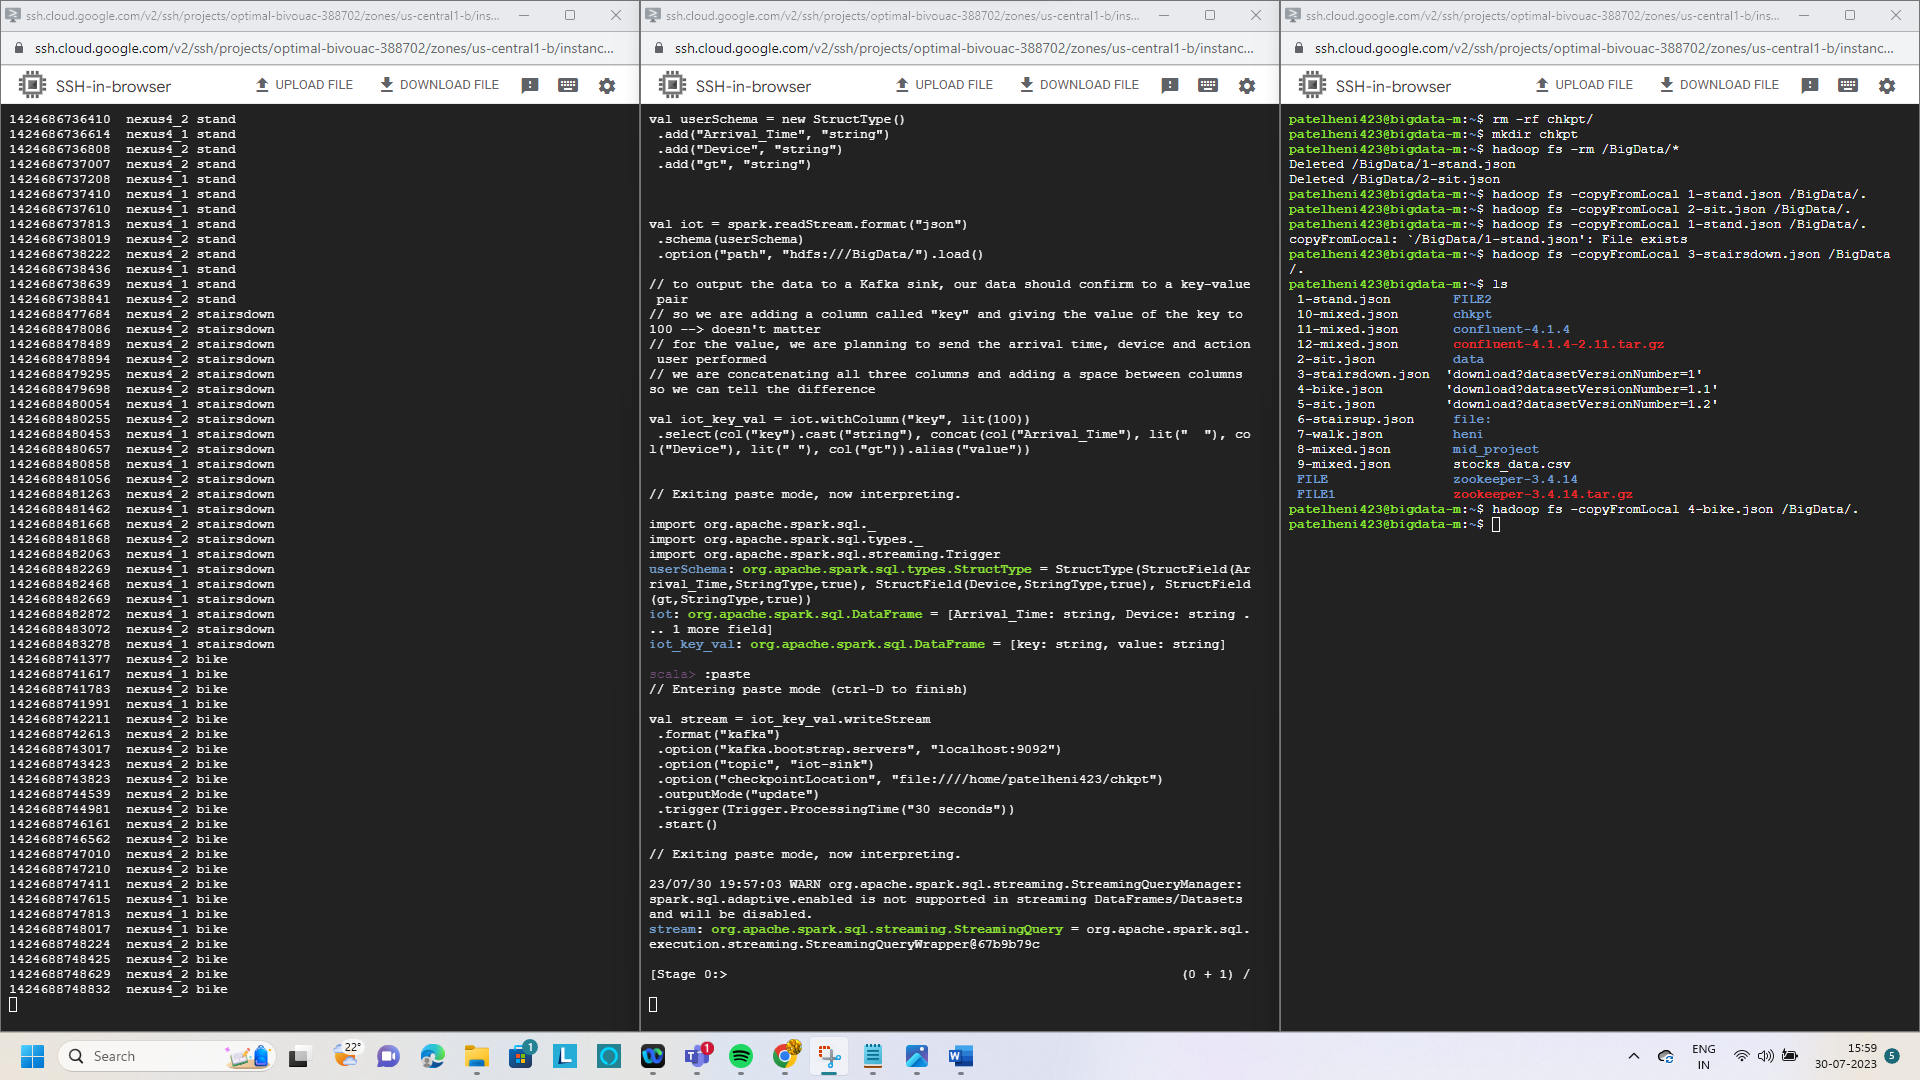 ssh.cloud.google.com/v2/ssh/projects/optimal-bivouac-388702/zones/us-central1-b/ins...
ssh.cloud.google.com/v2/ssh/projects/optimal-bivouac-388702/zones/us-central1-b/instanc...
SSH-in-browser
UPLOAD FILE
DOWNLOAD FILE
1424686736410  nexus4_2 stand
1424686736614  nexus4_1 stand
1424686736808  nexus4_2 stand
1424686737007  nexus4_2 stand
1424686737208  nexus4_1 stand
1424686737410  nexus4_1 stand
1424686737610  nexus4_1 stand
1424686737813  nexus4_1 stand
1424686738019  nexus4_2 stand
1424686738222  nexus4_2 stand
1424686738436  nexus4_1 stand
1424686738639  nexus4_1 stand
1424686738841  nexus4_2 stand
1424688477684  nexus4_2 stairsdown
1424688478086  nexus4_2 stairsdown
1424688478489  nexus4_2 stairsdown
1424688478894  nexus4_2 stairsdown
1424688479295  nexus4_2 stairsdown
1424688479698  nexus4_2 stairsdown
1424688480054  nexus4_1 stairsdown
1424688480255  nexus4_2 stairsdown
1424688480453  nexus4_1 stairsdown
1424688480657  nexus4_2 stairsdown
1424688480858  nexus4_1 stairsdown
1424688481056  nexus4_2 stairsdown
1424688481263  nexus4_2 stairsdown
1424688481462  nexus4_1 stairsdown
1424688481668  nexus4_2 stairsdown
1424688481868  nexus4_2 stairsdown
1424688482063  nexus4_1 stairsdown
1424688482269  nexus4_2 stairsdown
1424688482468  nexus4_1 stairsdown
1424688482669  nexus4_1 stairsdown
1424688482872  nexus4_1 stairsdown
1424688483072  nexus4_2 stairsdown
1424688483278  nexus4_1 stairsdown
1424688741377  nexus4_2 bike
1424688741617  nexus4_1 bike
1424688741783  nexus4_2 bike
1424688741991  nexus4_1 bike
1424688742211  nexus4_2 bike
1424688742613  nexus4_2 bike
1424688743017  nexus4_2 bike
1424688743423  nexus4_2 bike
1424688743823  nexus4_2 bike
1424688744539  nexus4_2 bike
1424688744981  nexus4_2 bike
1424688746161  nexus4_2 bike
1424688746562  nexus4_2 bike
1424688747010  nexus4_2 bike
1424688747210  nexus4_2 bike
1424688747411  nexus4_2 bike
1424688747615  nexus4_1 bike
1424688747813  nexus4_1 bike
1424688748017  nexus4_1 bike
1424688748224  nexus4_2 bike
1424688748425  nexus4_2 bike
1424688748629  nexus4_2 bike
1424688748832  nexus4_2 bike
ssh.cloud.google.com/v2/ssh/projects/optimal-bivouac-388702/zones/us-central1-b/ins...
ssh.cloud.google.com/v2/ssh/projects/optimal-bivouac-388702/zones/us-central1-b/instanc...
SSH-in-browser
UPLOAD FILE
DOWNLOAD FILE
val userSchema = new StructType()
.add("Arrival_Time", "string")
.add("Device", "string")
.add("gt", "string")
val iot = spark.readStream.format("json")
.schema(userSchema)
.option("path", "hdfs:///BigData/").load()
// to output the data to a Kafka sink, our data should confirm to a key-value
pair
// so we are adding a column called "key" and giving the value of the key to
100 --> doesn't matter
// for the value, we are planning to send the arrival time, device and action
user performed
// we are concatenating all three columns and adding a space between columns
so we can tell the difference
val iot_key_val = iot.withColumn("key", lit(100))
.select(col("key").cast("string"), concat(col("Arrival_Time"), lit("  "), co
l("Device"), lit(" "), col("gt")).alias("value"))
// Exiting paste mode, now interpreting.
import org.apache.spark.sql._
import org.apache.spark.sql.types._
import org.apache.spark.sql.streaming.Trigger
userSchema: org.apache.spark.sql.types.StructType = StructType(StructField(Ar
rival_Time,StringType,true), StructField(Device,StringType,true), StructField
(gt,StringType,true))
iot: org.apache.spark.sql.DataFrame = [Arrival_Time: string, Device: string .
.. 1 more field]
iot_key_val: org.apache.spark.sql.DataFrame = [key: string, value: string]
scala> :paste
// Entering paste mode (ctrl-D to finish)
val stream = iot_key_val.writeStream
.format("kafka")
.option("kafka.bootstrap.servers", "localhost:9092")
.option("topic", "iot-sink")
.option("checkpointLocation", "file:////home/patelheni423/chkpt")
.outputMode("update")
.trigger(Trigger.ProcessingTime("30 seconds"))
.start()
// Exiting paste mode, now interpreting.
23/07/30 19:57:03 WARN org.apache.spark.sql.streaming.StreamingQueryManager:
spark.sql.adaptive.enabled is not supported in streaming DataFrames/Datasets
and will be disabled.
stream: org.apache.spark.sql.streaming.StreamingQuery = org.apache.spark.sql.
execution.streaming.StreamingQueryWrapper@67b9b79c
[Stage 0:>                                                          (0 + 1) /
ssh.cloud.google.com/v2/ssh/projects/optimal-bivouac-388702/zones/us-central1-b/ins...
ssh.cloud.google.com/v2/ssh/projects/optimal-bivouac-388702/zones/us-central1-b/instanc...
SSH-in-browser
UPLOAD FILE
DOWNLOAD FILE
patelheni423@bigdata-m:~$ rm -rf chkpt/
patelheni423@bigdata-m:~$ mkdir chkpt
patelheni423@bigdata-m:~$ hadoop fs -rm /BigData/*
Deleted /BigData/1-stand.json
Deleted /BigData/2-sit.json
patelheni423@bigdata-m:~$ hadoop fs -copyFromLocal 1-stand.json /BigData/.
patelheni423@bigdata-m:~$ hadoop fs -copyFromLocal 2-sit.json /BigData/.
patelheni423@bigdata-m:~$ hadoop fs -copyFromLocal 1-stand.json /BigData/.
copyFromLocal: `/BigData/1-stand.json': File exists
patelheni423@bigdata-m:~$ hadoop fs -copyFromLocal 3-stairsdown.json /BigData
/.
patelheni423@bigdata-m:~$ ls
1-stand.json        FILE2
10-mixed.json       chkpt
11-mixed.json       confluent-4.1.4
12-mixed.json       confluent-4.1.4-2.11.tar.gz
2-sit.json          data
3-stairsdown.json  'download?datasetVersionNumber=1'
4-bike.json        'download?datasetVersionNumber=1.1'
5-sit.json         'download?datasetVersionNumber=1.2'
6-stairsup.json     file:
7-walk.json         heni
8-mixed.json        mid_project
9-mixed.json        stocks_data.csv
FILE                zookeeper-3.4.14
FILE1               zookeeper-3.4.14.tar.gz
patelheni423@bigdata-m:~$ hadoop fs -copyFromLocal 4-bike.json /BigData/.
patelheni423@bigdata-m:~$
Search
22°
1
1
ENG
IN
15:59
30-07-2023
5